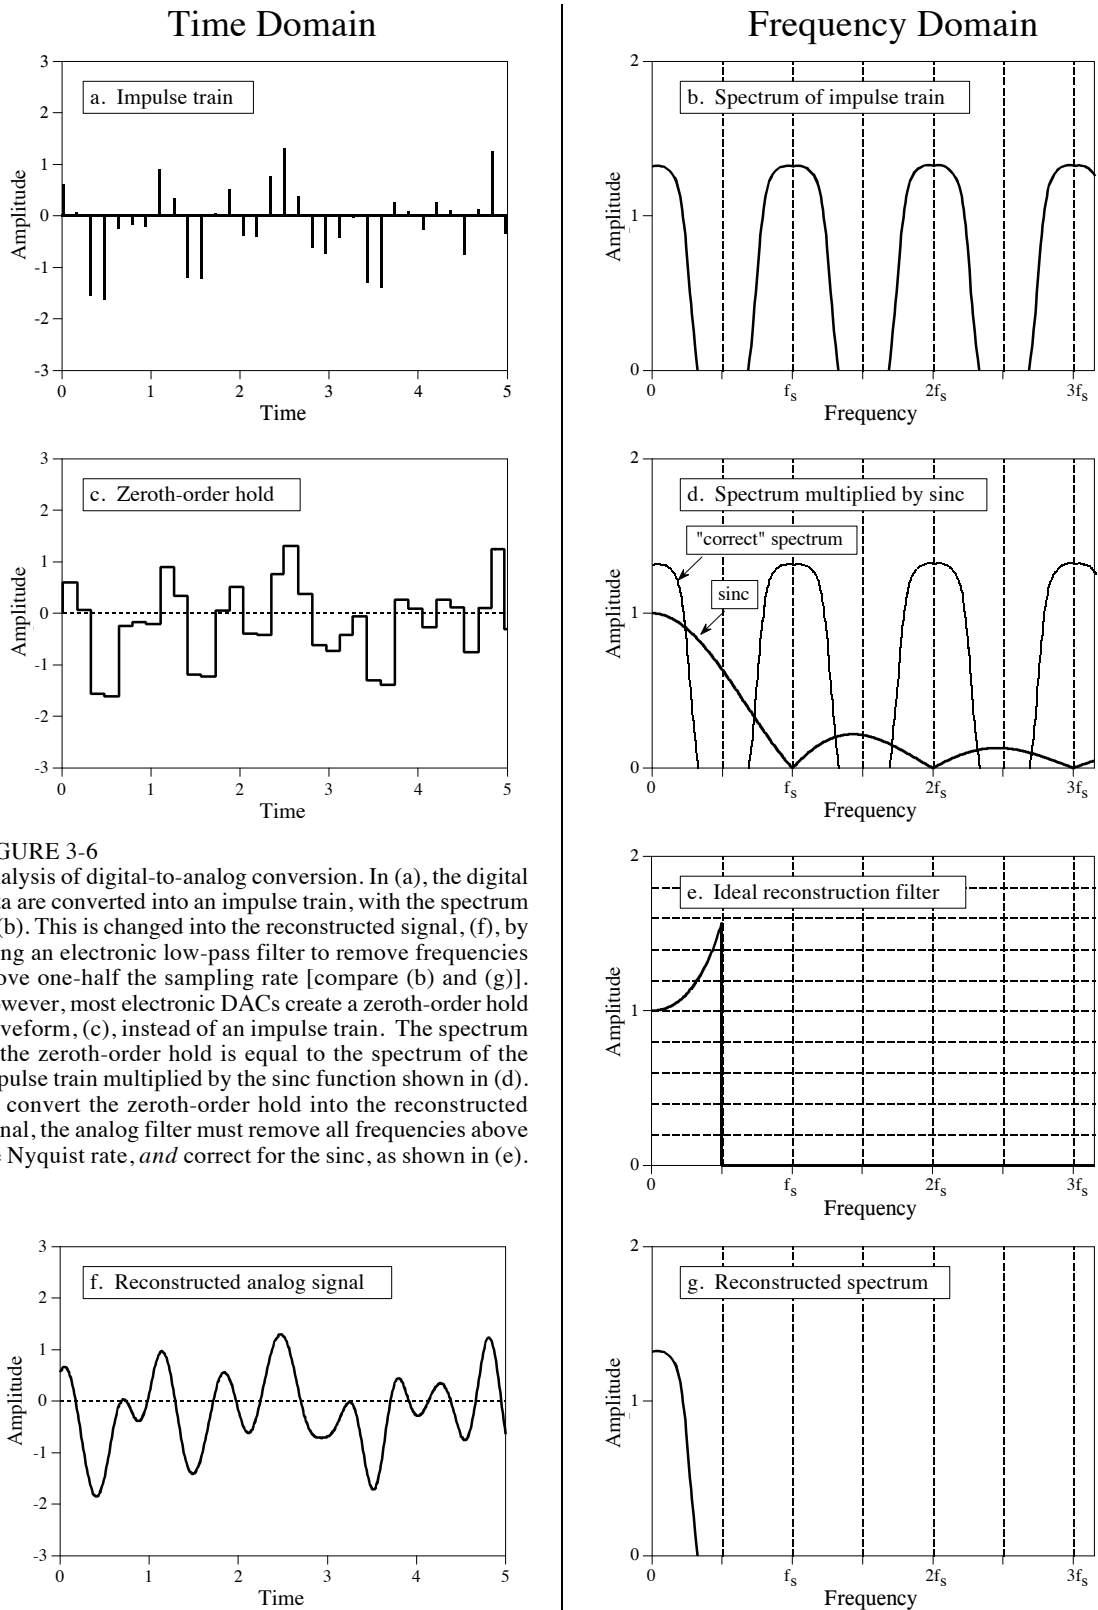 Time Domain
Frequency Domain
3
2
1
0
-1
-2
-3
0
1
2
3
4
5
Time
Amplitude
a. Impulse train
2
1
0
0
fs
2fs
3fs
Frequency
Amplitude
b. Spectrum of impulse train
3
2
1
0
-1
-2
-3
0
1
2
3
4
5
Time
Amplitude
c. Zeroth-order hold
2
1
0
0
fs
2fs
3fs
Frequency
Amplitude
d. Spectrum multiplied by sinc
"correct" spectrum
sinc
GURE 3-6
alysis of digital-to-analog conversion. In (a), the digital
ta are converted into an impulse train, with the spectrum
(b). This is changed into the reconstructed signal, (f), by
ng an electronic low-pass filter to remove frequencies
ove one-half the sampling rate [compare (b) and (g)].
wever, most electronic DACs create a zeroth-order hold
veform, (c), instead of an impulse train. The spectrum
the zeroth-order hold is equal to the spectrum of the
pulse train multiplied by the sinc function shown in (d).
convert the zeroth-order hold into the reconstructed
nal, the analog filter must remove all frequencies above
e Nyquist rate, and correct for the sinc, as shown in (e).
2
1
0
0
fs
2fs
3fs
Frequency
Amplitude
e. Ideal reconstruction filter
3
2
1
0
-1
-2
-3
0
1
2
3
4
5
Time
Amplitude
f. Reconstructed analog signal
2
1
0
0
fs
2fs
3fs
Frequency
Amplitude
g. Reconstructed spectrum